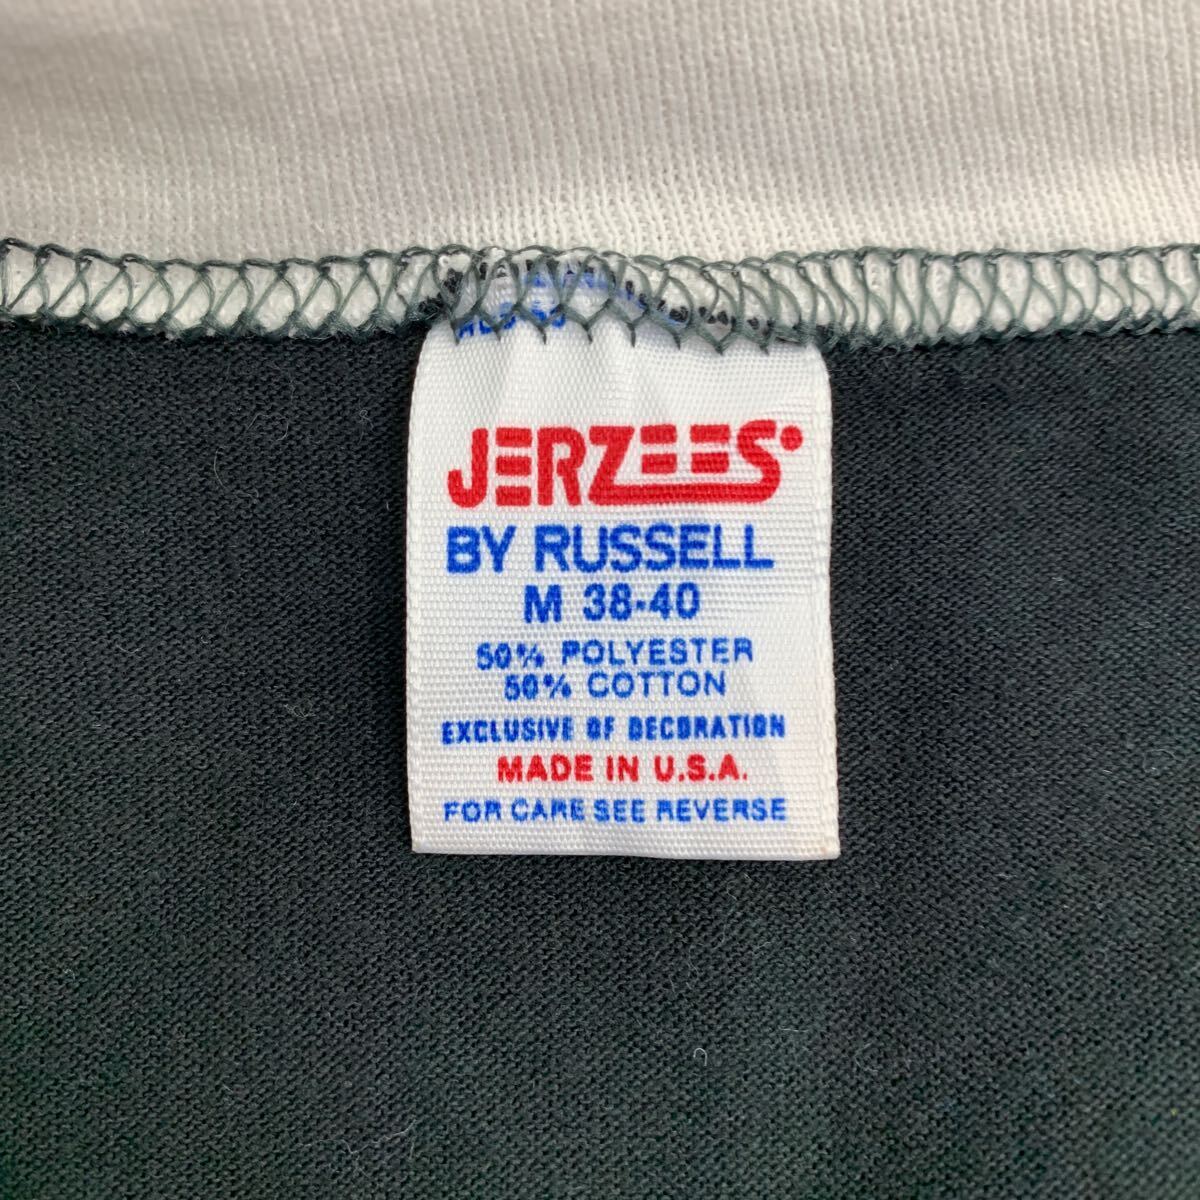 JERZEES
BY RUSSELL
M 38-40
50% POLYESTER
50% COTTON
EXCLUSIVE OF DECORATION
MADE IN U.S.A.
FOR CARE SEE REVERSE